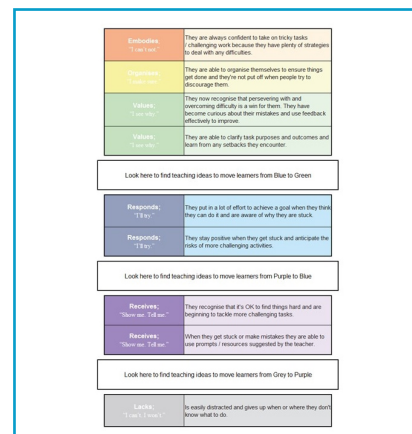 Embodies;
"I can't not"
They are always confident to take on tricky tasks
/ challenging work because they have plenty of strategies
to deal with any difficulties.
Organises;
They are able to organise themselves to ensure things
get done and they're not put off when people try to
discourage them.
Values;
"I see why."
They now recognise that persevering with and
overcoming difficulty is a win for them. They have
become curious about their mistakes and use feedback
effectively to improve.
Values;
"I see why."
They are able to clarify task purposes and outcomes and
learn from any setbacks they encounter.
Look here to find teaching ideas to move learners from Blue to Green
Responds;
"I'll try."
They put in a lot of effort to achieve a goal when they think
they can do it and are aware of why they are stuck.
Responds;
"I'll try."
They stay positive when they get stuck and anticipate the
risks of more challenging activities.
Look here to find teaching ideas to move learners from Purple to Blue
Receives;
"Show me. Tell me."
They recognise that it's OK to find things hard and are
beginning to tackle more challenging tasks.
Receives;
"Show me. Tell me."
When they get stuck or make mistakes they are able to
use prompts / resources suggested by the teacher.
Look here to find teaching ideas to move learners from Grey to Purple
Lacks;
"I can't. I won't."
Is easily distracted and gives up when or where they don't
know what to do.